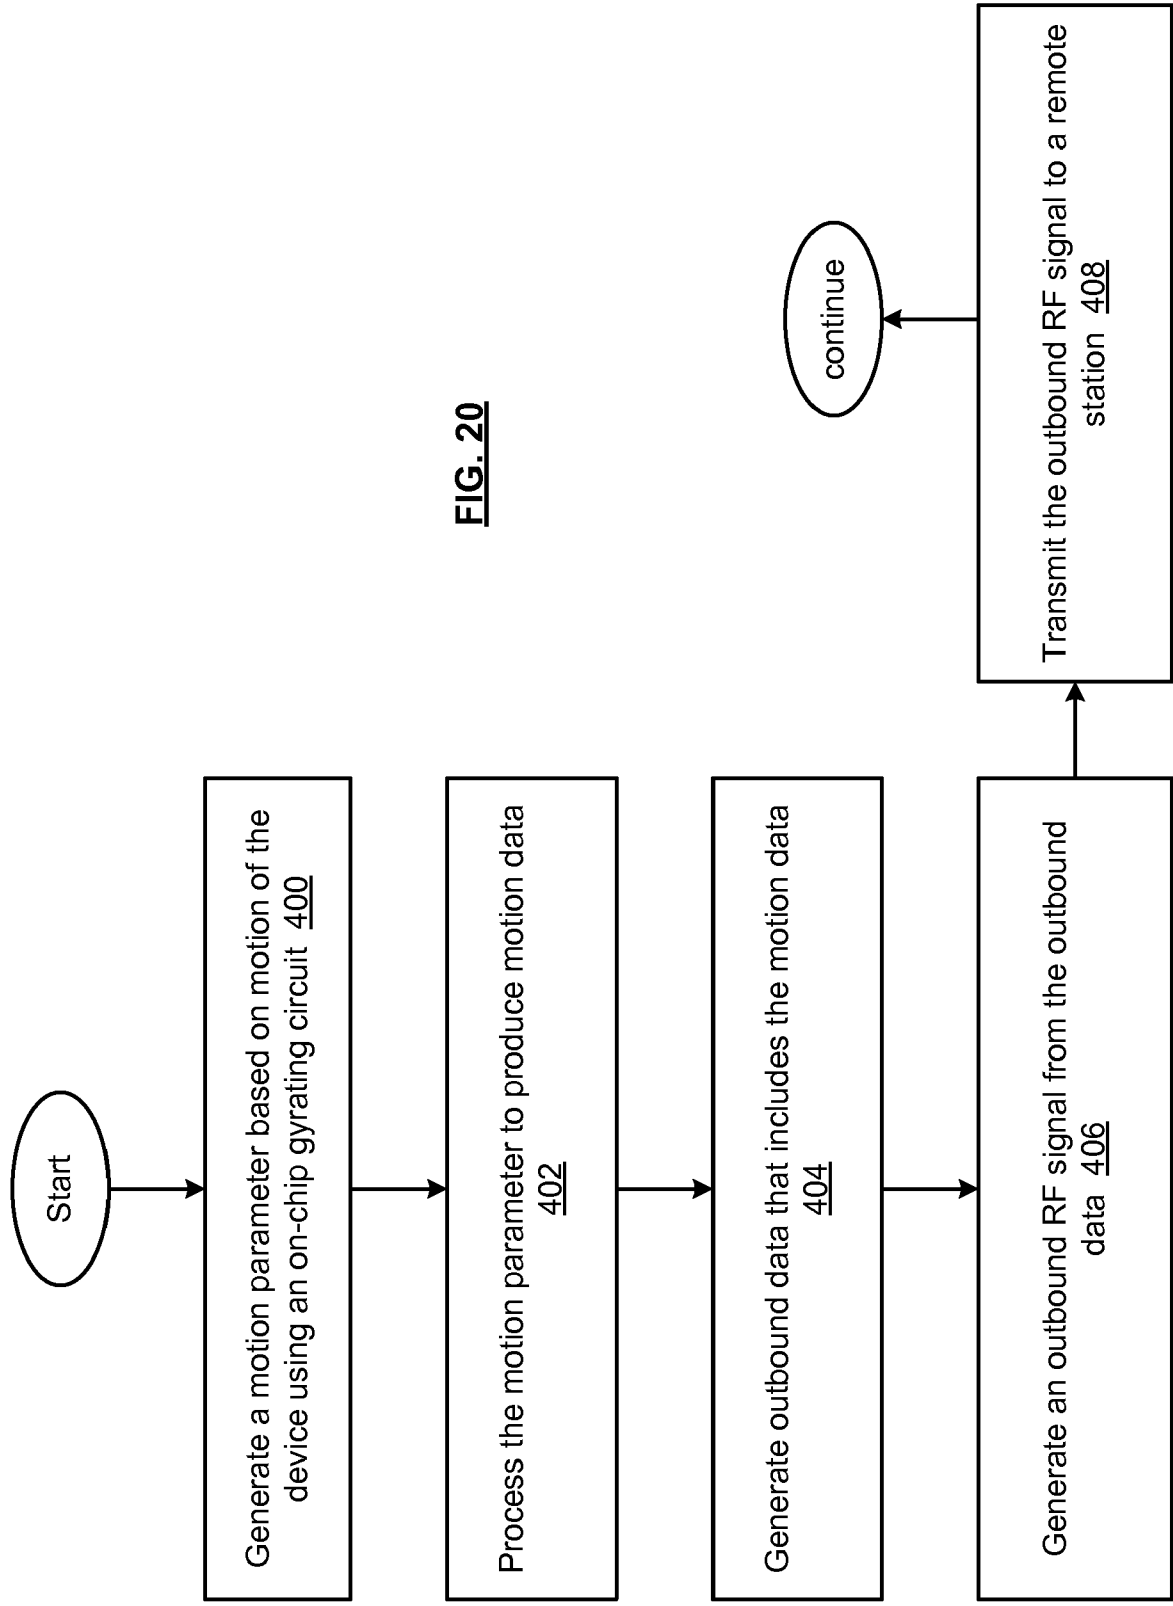 Start
Generate a motion parameter based on motion of the
device using an on-chip gyrating circuit 400
Process the motion parameter to produce motion data
402
Generate outbound data that includes the motion data
404
Generate an outbound RF signal from the outbound
data 406
Transmit the outbound RF signal to a remote
station 408
continue
FIG. 20